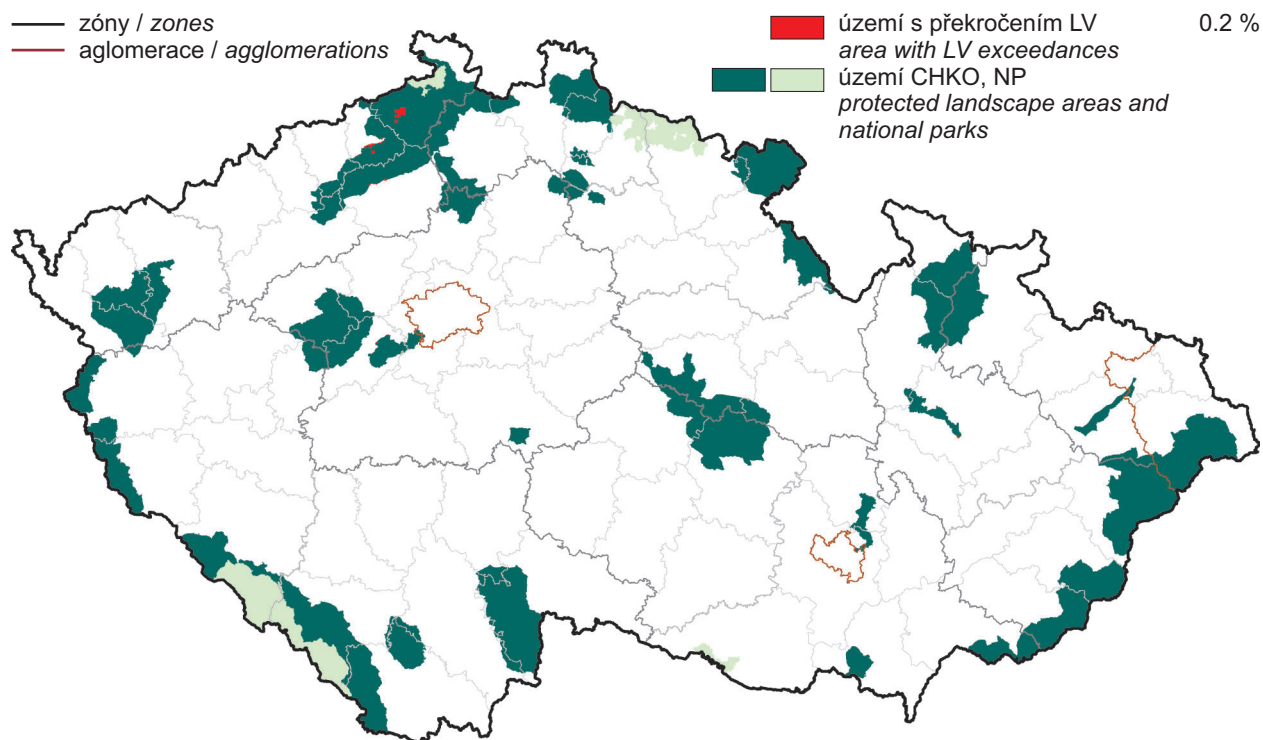 zóny / zones
aglomerace / agglomerations
území s překročením LV 0.2 %
area with LV exceedances
území CHKO, NP
protected landscape areas and
national parks